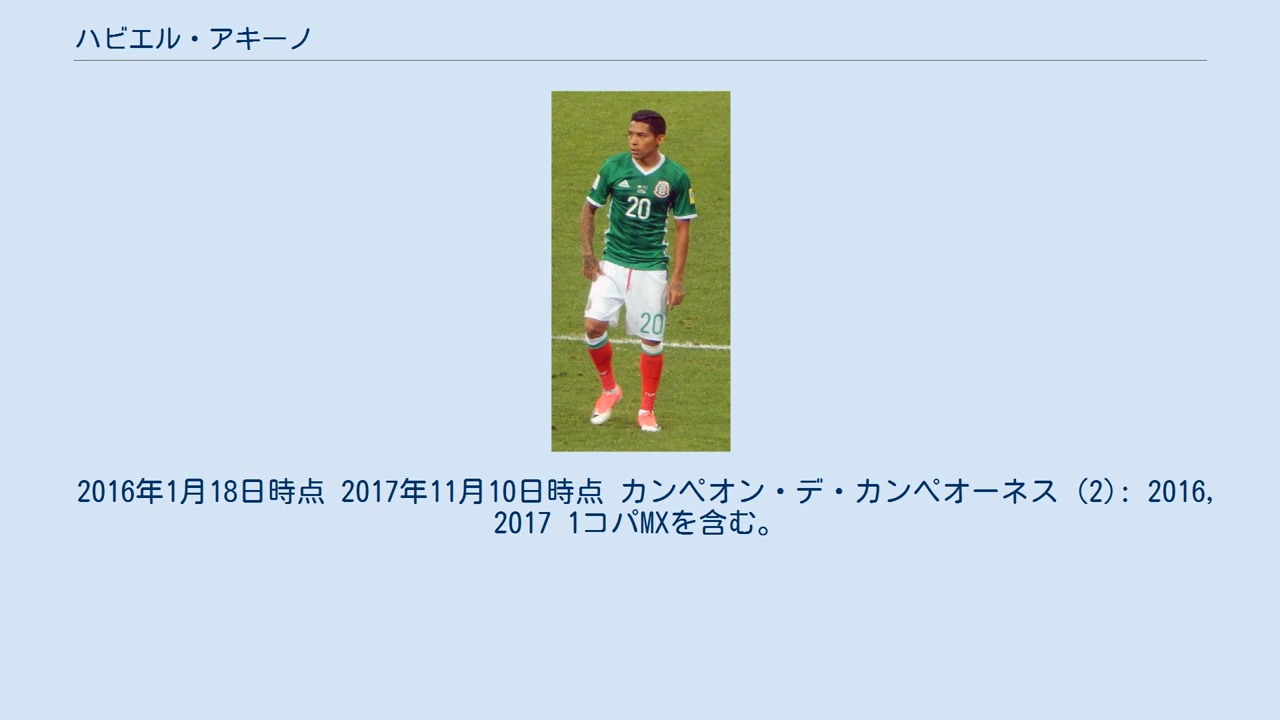 ハビエル・アキーノ
20
20
2016年1月18日時点 2017年11月10日時点 カンペオン・デ・カンペオーネス (2): 2016,
2017 1コパMXを含む。